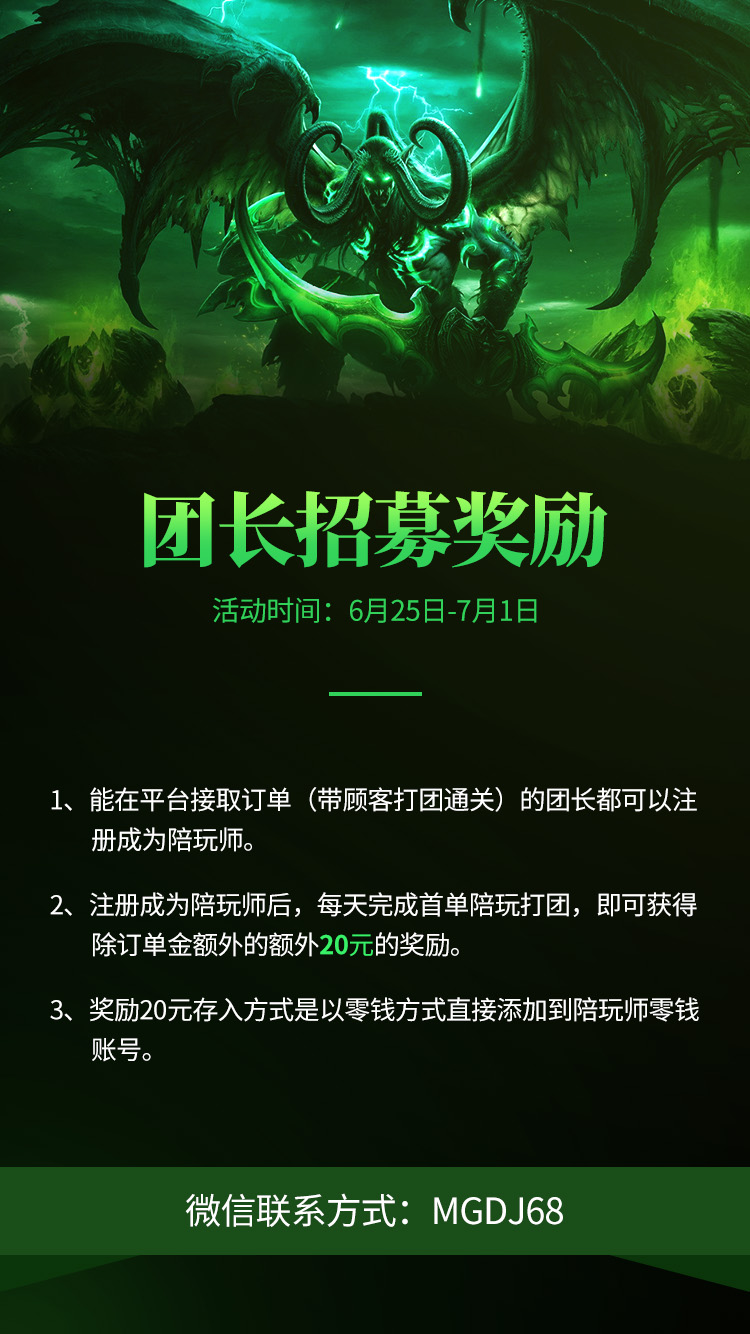 团长招募奖励
活动时间：6月25日-7月1日
1、能在平台接取订单（带顾客打团通关）的团长都可以注
册成为陪玩师。
2、注册成为陪玩师后，每天完成首单陪玩打团，即可获得
除订单金额外的额外20元的奖励。
3、奖励20元存入方式是以零钱方式直接添加到陪玩师零钱
账号。
微信联系方式：MGDJ68